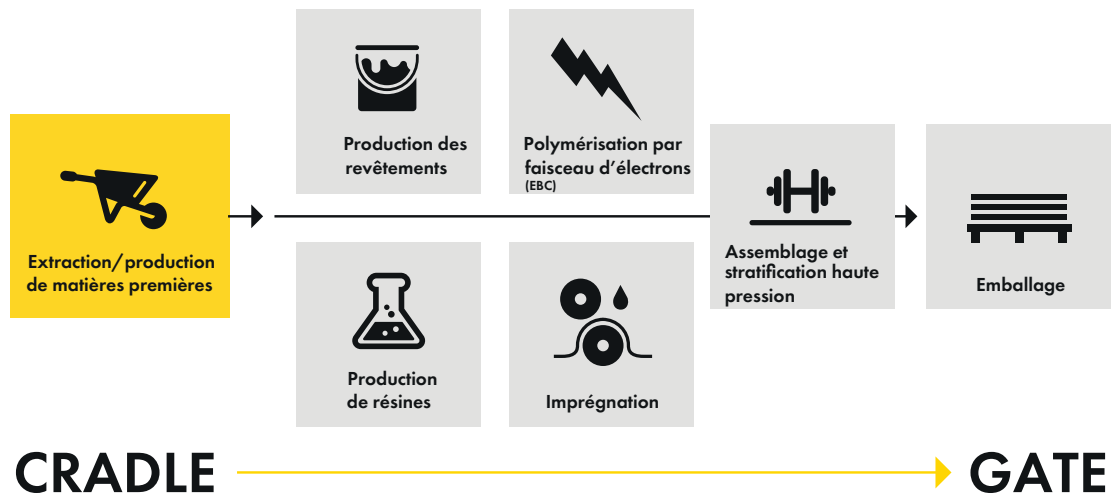 Extraction/production
de matières premières
Production des
revêtements
Polymérisation par
faisceau d'électrons
(EBC)
Production
de résines
Imprégnation
Assemblage et
stratification haute
pression
Emballage
CRADLE
GATE